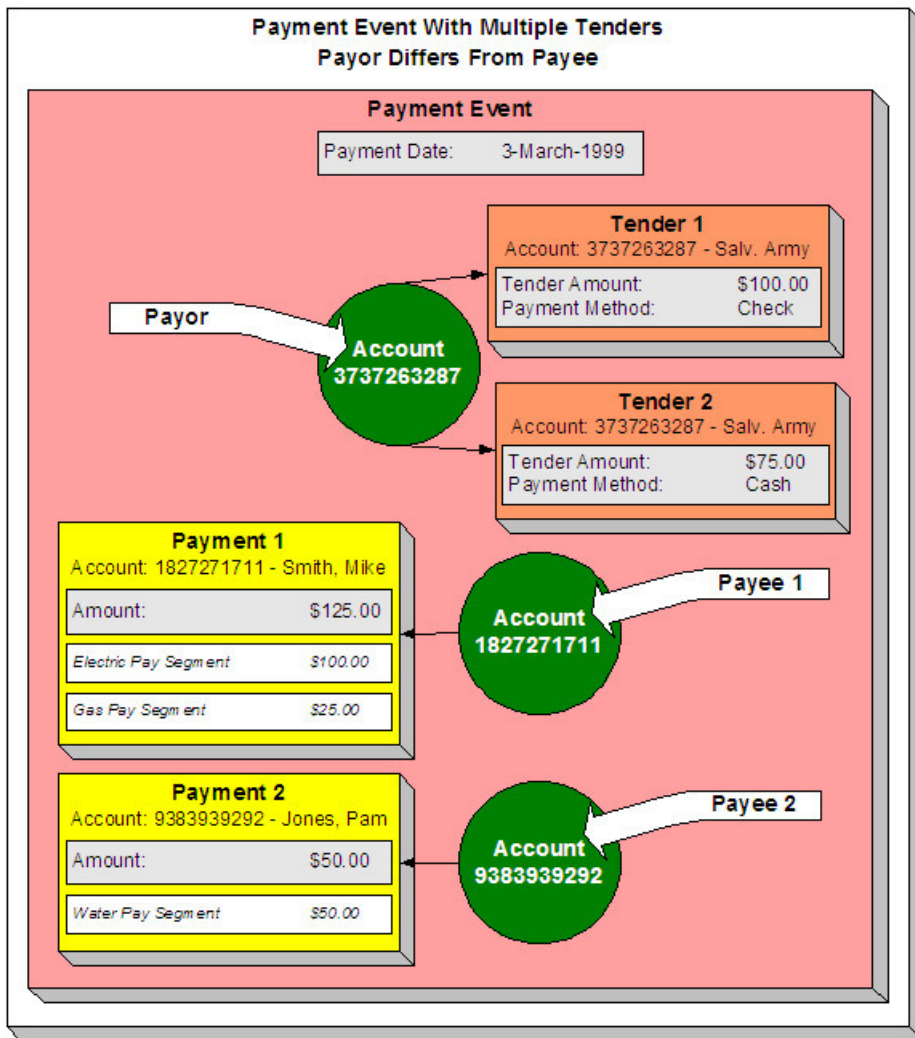 Payment Event With Multiple Tenders
Payor Differs From Payee
Payment Event
Payment Date: 3-March-1999
Tender 1
Account: 3737263287 - Salv. Army
Tender Amount: $100.00
Payment Method: Check
Payor
Account
3737263287
Tender 2
Account: 3737263287 - Salv. Army
Tender Amount: $75.00
Payment Method: Cash
Payment 1
Account: 1827271711 - Smith, Mike
Amount: $125.00
Electric Pay Segment $100.00
Gas Pay Segment $25.00
Payee 1
Account
1827271711
Payment 2
Account: 9383939292 - Jones, Pam
Amount: $50.00
Water Pay Segment $50.00
Payee 2
Account
9383939292